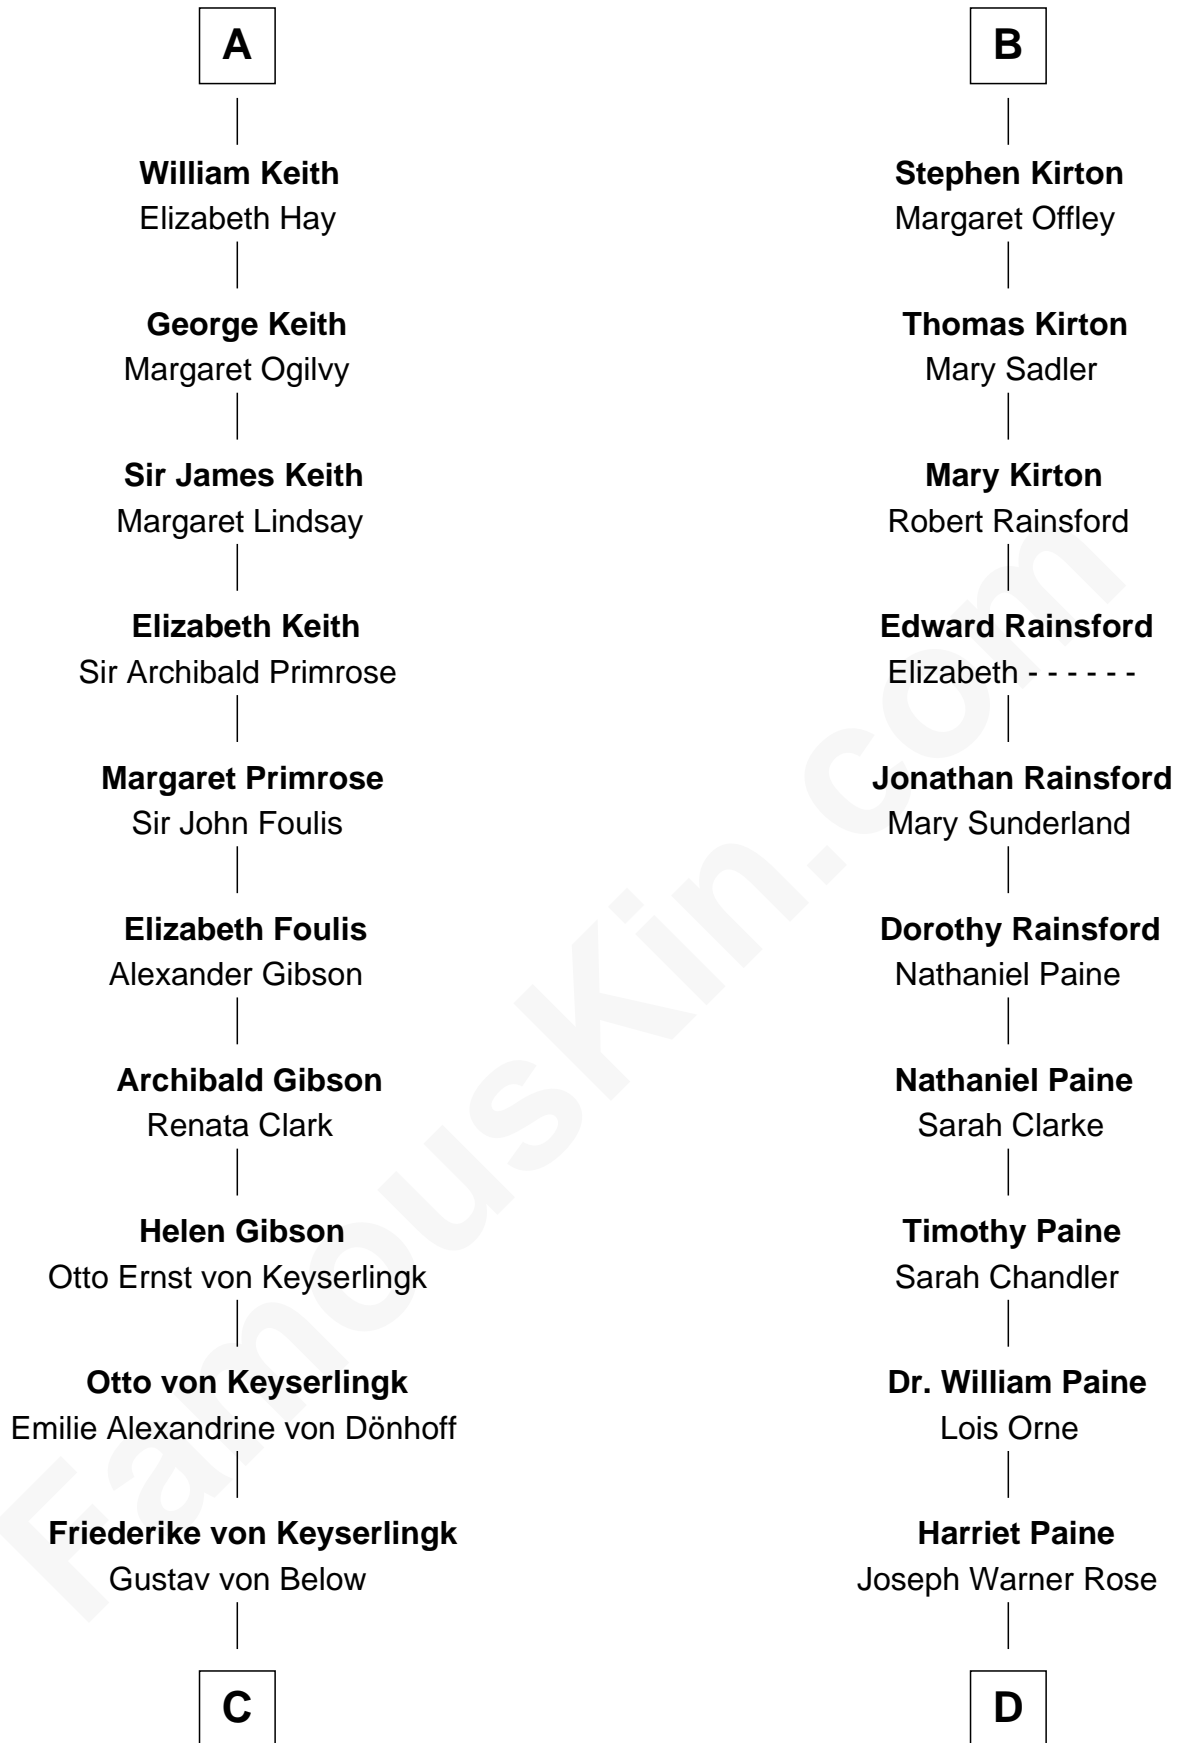 A
William Keith
Elizabeth Hay
George Keith
Margaret Ogilvy
Sir James Keith
Margaret Lindsay
Elizabeth Keith
Sir Archibald Primrose
Margaret Primrose
Sir John Foulis
Elizabeth Foulis
Alexander Gibson
Archibald Gibson
Renata Clark
Helen Gibson
Otto Ernst von Keyserlingk
Otto von Keyserlingk
Emilie Alexandrine von Dönhoff
Friederike von Keyserlingk
Gustav von Below
C
B
Stephen Kirton
Margaret Offley
Thomas Kirton
Mary Sadler
Mary Kirton
Robert Rainsford
Edward Rainsford
Elizabeth - - - - - -
Jonathan Rainsford
Mary Sunderland
Dorothy Rainsford
Nathaniel Paine
Nathaniel Paine
Sarah Clarke
Timothy Paine
Sarah Chandler
Dr. William Paine
Lois Orne
Harriet Paine
Joseph Warner Rose
D
FamousKin.com